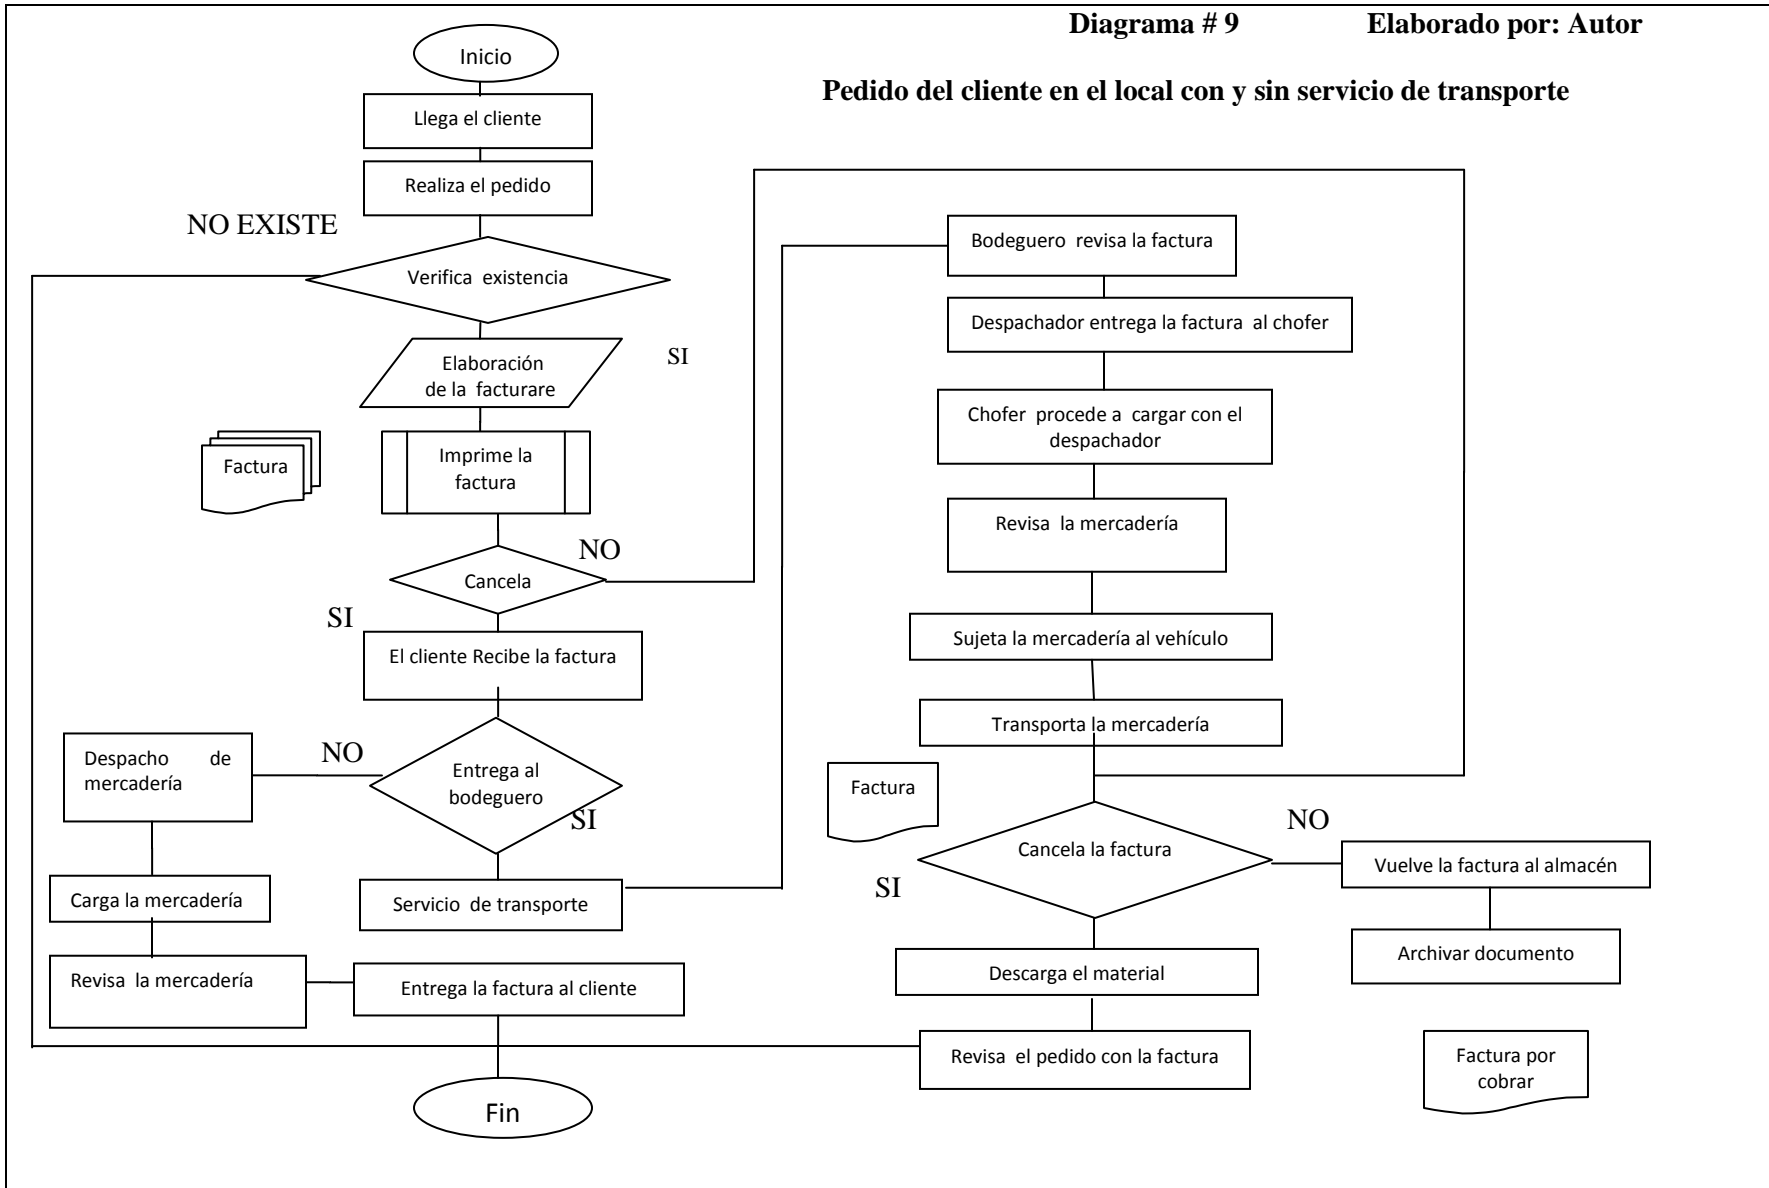 Diagrama # 9 Elaborado por: Autor
Pedido del cliente en el local con y sin servicio de transporte
Inicio
Llega el cliente
Realiza el pedido
NO EXISTE
Verifica existencia
SI
Elaboración
de la facturare
Factura
Imprime la
factura
NO
Cancela
SI
El cliente Recibe la factura
NO
Entrega al
bodeguero
SI
Despacho de
mercadería
Servicio de transporte
Carga la mercadería
Revisa la mercadería
Entrega la factura al cliente
Fin
Bodeguero revisa la factura
Despachador entrega la factura al chofer
Chofer procede a cargar con el
despachador
Revisa la mercadería
Sujeta la mercadería al vehículo
Transporta la mercadería
Factura
Cancela la factura
NO
SI
Vuelve la factura al almacén
Archivar documento
Descarga el material
Revisa el pedido con la factura
Factura por
cobrar